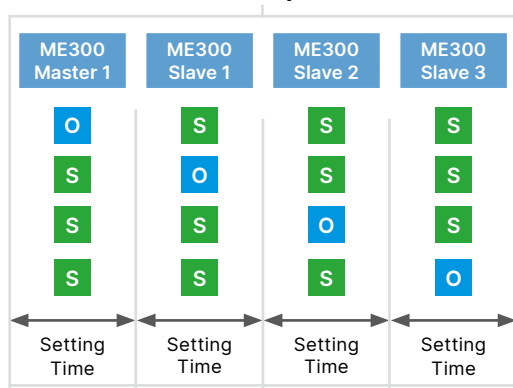 ME300 ME300 ME300 ME300
Master 1 Slave 1 Slave 2 Slave 3
O S S S
S O S S
S S O S
S S S O
Setting Setting Setting Setting
Time Time Time Time